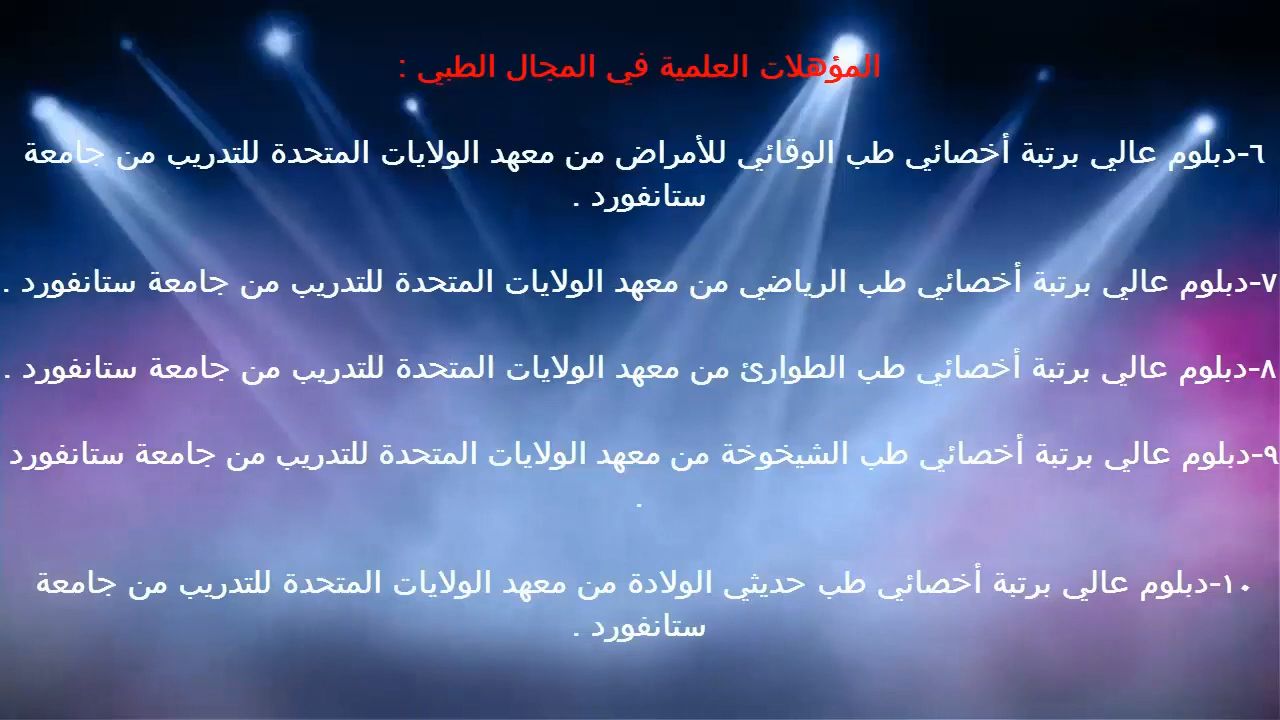 المؤهلات العلمية في المجال الطبي :
٦-دبلوم عالي برتبة أخصائي طب الوقائي للأمراض من معهد الولايات المتحدة للتدريب من جامعة
ستانفورد .
٧-دبلوم عالي برتبة أخصائي طب الرياضي من معهد الولايات المتحدة للتدريب من جامعة ستانفورد .
٨-دبلوم عالي برتبة أخصائي طب الطوارئ من معهد الولايات المتحدة للتدريب من جامعة ستانفورد .
٩-دبلوم عالي برتبة أخصائي طب الشيخوخة من معهد الولايات المتحدة للتدريب من جامعة ستانفورد
.
١٠-دبلوم عالي برتبة أخصائي طب حديثي الولادة من معهد الولايات المتحدة للتدريب من جامعة
ستانفورد .